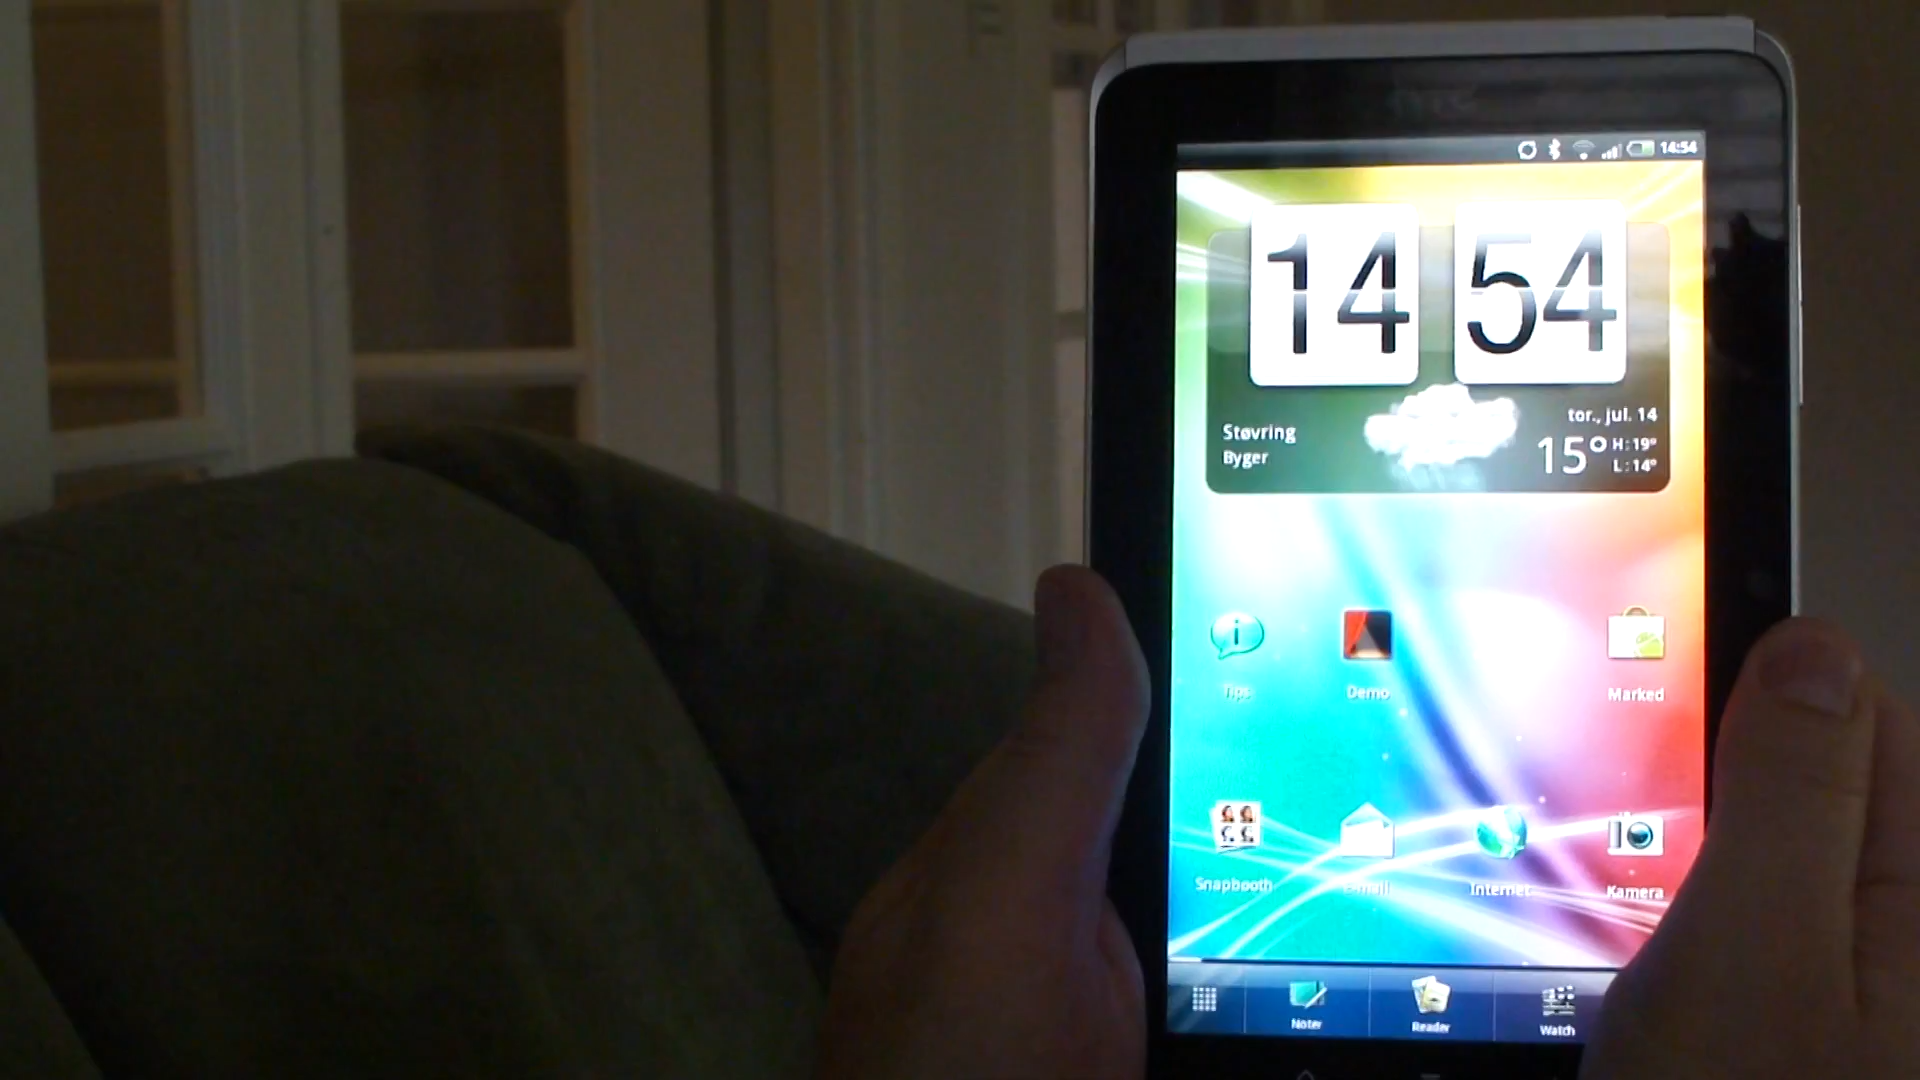 hTC
14:54
14 54
Støvring
Byger
tor., jul. 14
15°
H: 19°
L: 14°
Tips
Demo
Marked
Snapbooth
E-mail
Internet
Kamera
Noter
Reader
Watch